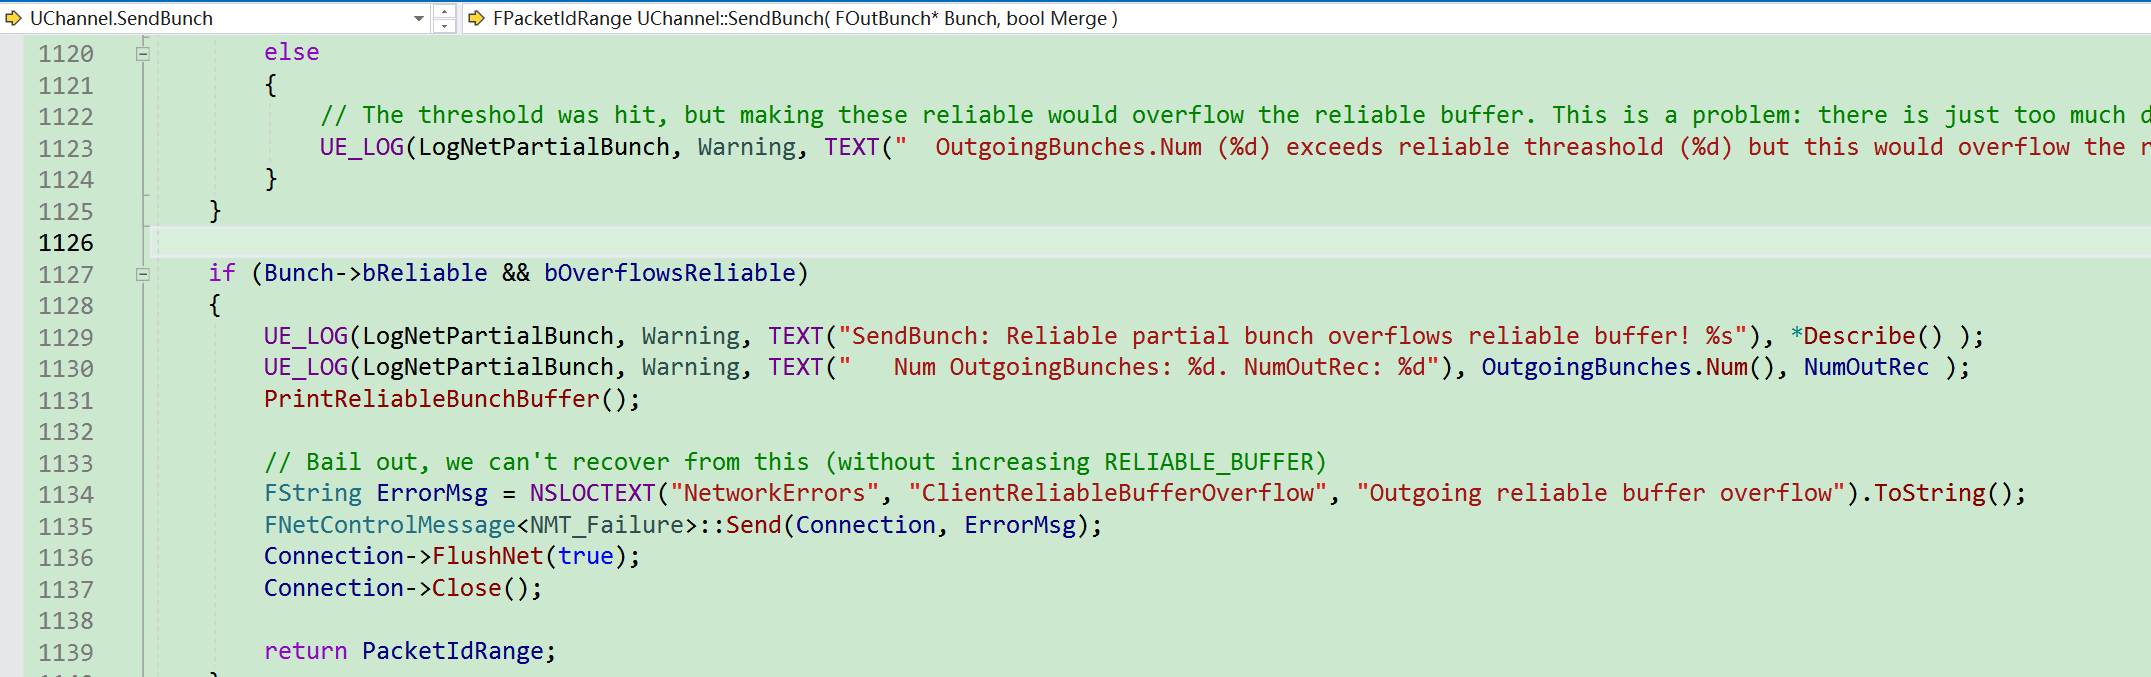 UChannel.SendBunch
FPacketIdRange UChannel::SendBunch( FOutBunch* Bunch, bool Merge )
1120 else
1121 {
1122 // The threshold was hit, but making these reliable would overflow the reliable buffer. This is a problem: there is just too much
1123 UE_LOG(LogNetPartialBunch, Warning, TEXT("  OutgoingBunches.Num (%d) exceeds reliable threashold (%d) but this would overflow the
1124 }
1125 }
1126
1127 if (Bunch->bReliable && bOverflowsReliable)
1128 {
1129 UE_LOG(LogNetPartialBunch, Warning, TEXT("SendBunch: Reliable partial bunch overflows reliable buffer! %s"), *Describe() );
1130 UE_LOG(LogNetPartialBunch, Warning, TEXT("   Num OutgoingBunches: %d. NumOutRec: %d"), OutgoingBunches.Num(), NumOutRec );
1131 PrintReliableBunchBuffer();
1132
1133 // Bail out, we can't recover from this (without increasing RELIABLE_BUFFER)
1134 FString ErrorMsg = NSLOCTEXT("NetworkErrors", "ClientReliableBufferOverflow", "Outgoing reliable buffer overflow").ToString();
1135 FNetControlMessage<NMT_Failure>::Send(Connection, ErrorMsg);
1136 Connection->FlushNet(true);
1137 Connection->Close();
1138
1139 return PacketIdRange;